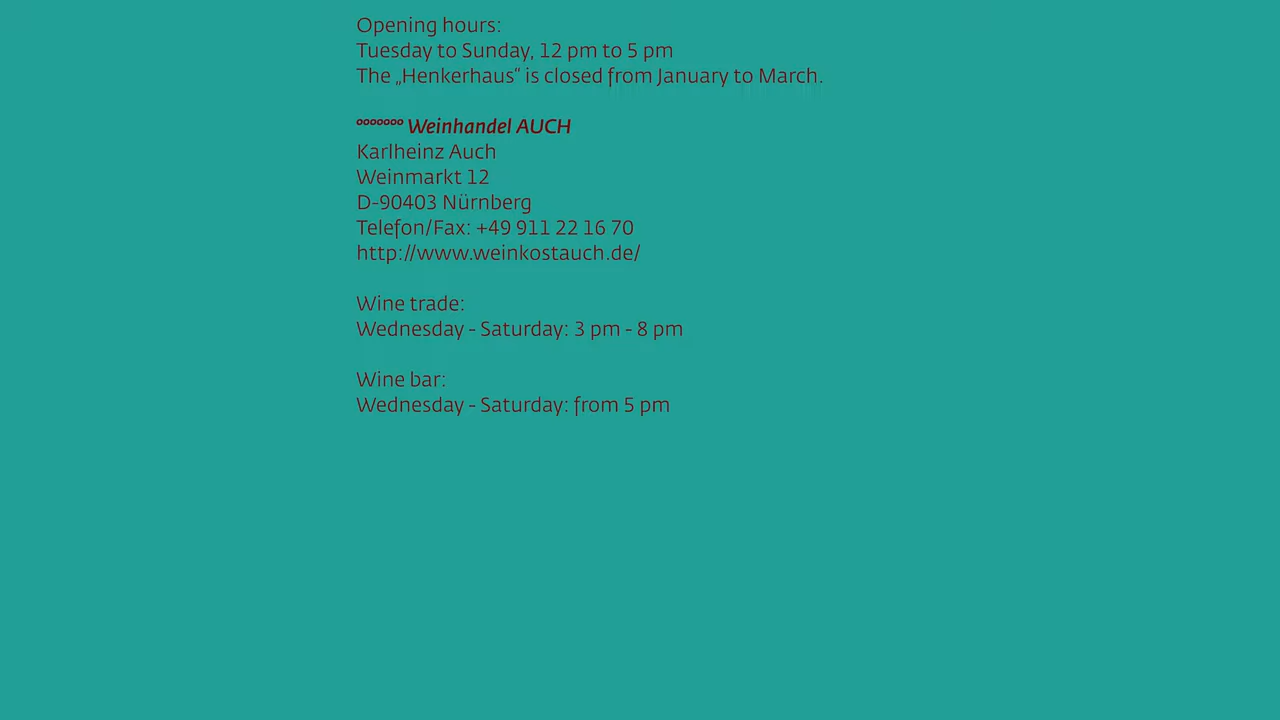 Opening hours:
Tuesday to Sunday, 12 pm to 5 pm
The „Henkerhaus“ is closed from January to March.
ººººººº Weinhandel AUCH
Karlheinz Auch
Weinmarkt 12
D-90403 Nürnberg
Telefon/Fax: +49 911 22 16 70
http://www.weinkostauch.de/
Wine trade:
Wednesday - Saturday: 3 pm - 8 pm
Wine bar:
Wednesday - Saturday: from 5 pm